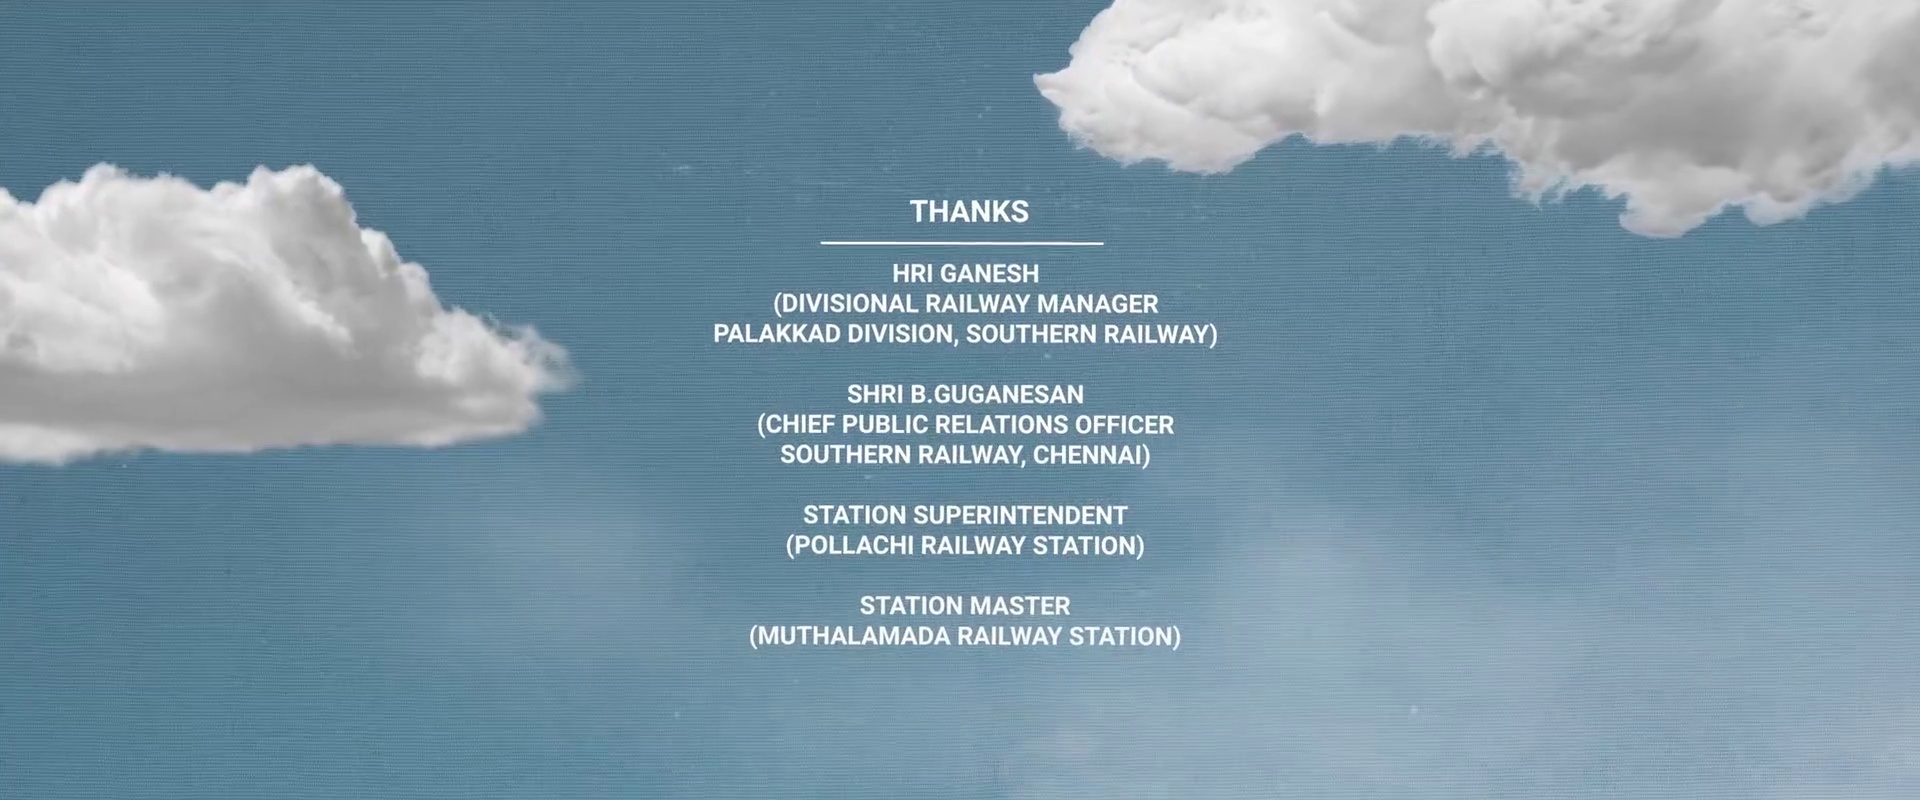 THANKS
HRI GANESH
(DIVISIONAL RAILWAY MANAGER
PALAKKAD DIVISION, SOUTHERN RAILWAY)
SHRI B.GUGANESAN
(CHIEF PUBLIC RELATIONS OFFICER
SOUTHERN RAILWAY, CHENNAI)
STATION SUPERINTENDENT
(POLLACHI RAILWAY STATION)
STATION MASTER
(MUTHALAMADA RAILWAY STATION)